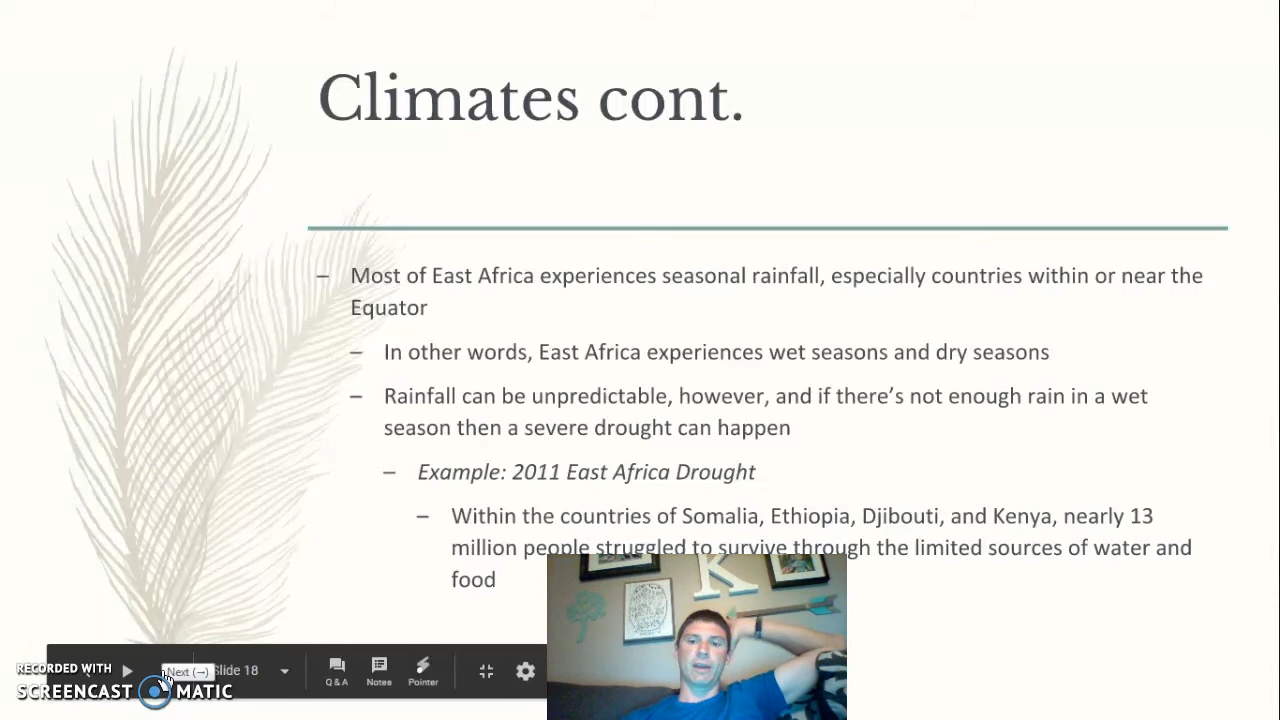 Climates cont.
– Most of East Africa experiences seasonal rainfall, especially countries within or near the
Equator
– In other words, East Africa experiences wet seasons and dry seasons
– Rainfall can be unpredictable, however, and if there's not enough rain in a wet
season then a severe drought can happen
– Example: 2011 East Africa Drought
– Within the countries of Somalia, Ethiopia, Djibouti, and Kenya, nearly 13
million people struggled to survive through the limited sources of water and
food
K
RECORDED WITH
Next (→) Slide 18
Q & A Notes Pointer
SCREENCAST MATIC